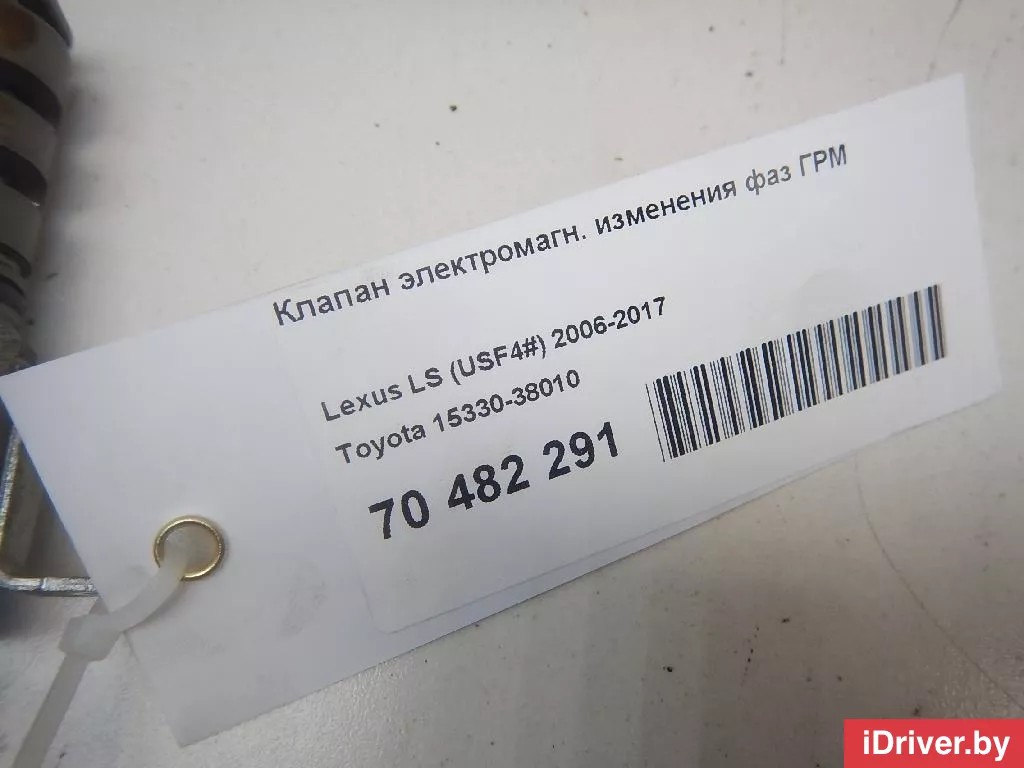 Клапан электромагн. изменения фаз ГРМ
Lexus LS (USF4#) 2006-2017
Toyota 15330-38010
70 482 291
iDriver.by